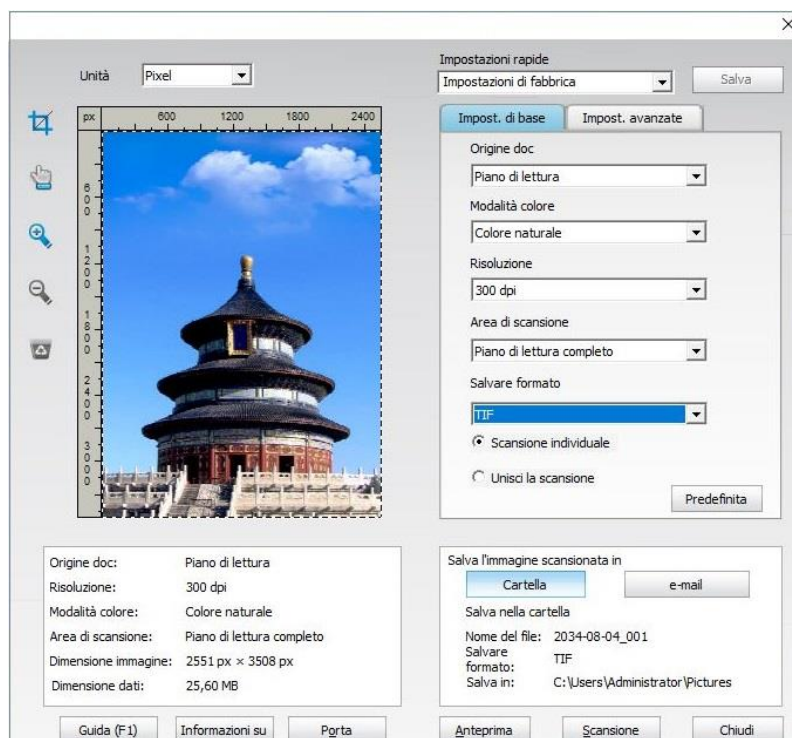 Unità
Pixel
Impostazioni rapide
Impostazioni di fabbrica
Salva
px 600 1200 1800 2400
600
1200
1800
2400
3000
Impost. di base
Impost. avanzate
Origine doc
Piano di lettura
Modalità colore
Colore naturale
Risoluzione
300 dpi
Area di scansione
Piano di lettura completo
Salvare formato
TIF
Scansione individuale
Unisci la scansione
Predefinita
Origine doc: Piano di lettura
Risoluzione: 300 dpi
Modalità colore: Colore naturale
Area di scansione: Piano di lettura completo
Dimensione immagine: 2551 px × 3508 px
Dimensione dati: 25,60 MB
Salva l'immagine scansionata in
Cartella
e-mail
Salva nella cartella
Nome del file: 2034-08-04_001
Salvare formato: TIF
Salva in: C:\Users\Administrator\Pictures
Guida (F1)
Informazioni su
Porta
Anteprima
Scansione
Chiudi